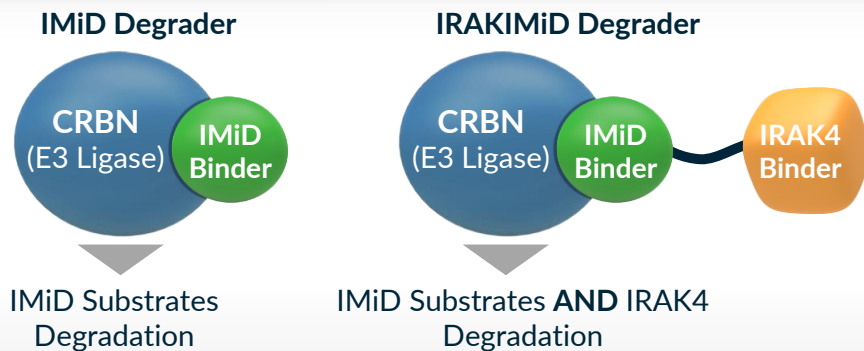 IMiD Degrader
CRBN
(E3 Ligase)
IMiD
Binder
IMiD Substrates
Degradation
IRAKIMiD Degrader
CRBN
(E3 Ligase)
IMiD
Binder
IRAK4
Binder
IMiD Substrates AND IRAK4
Degradation